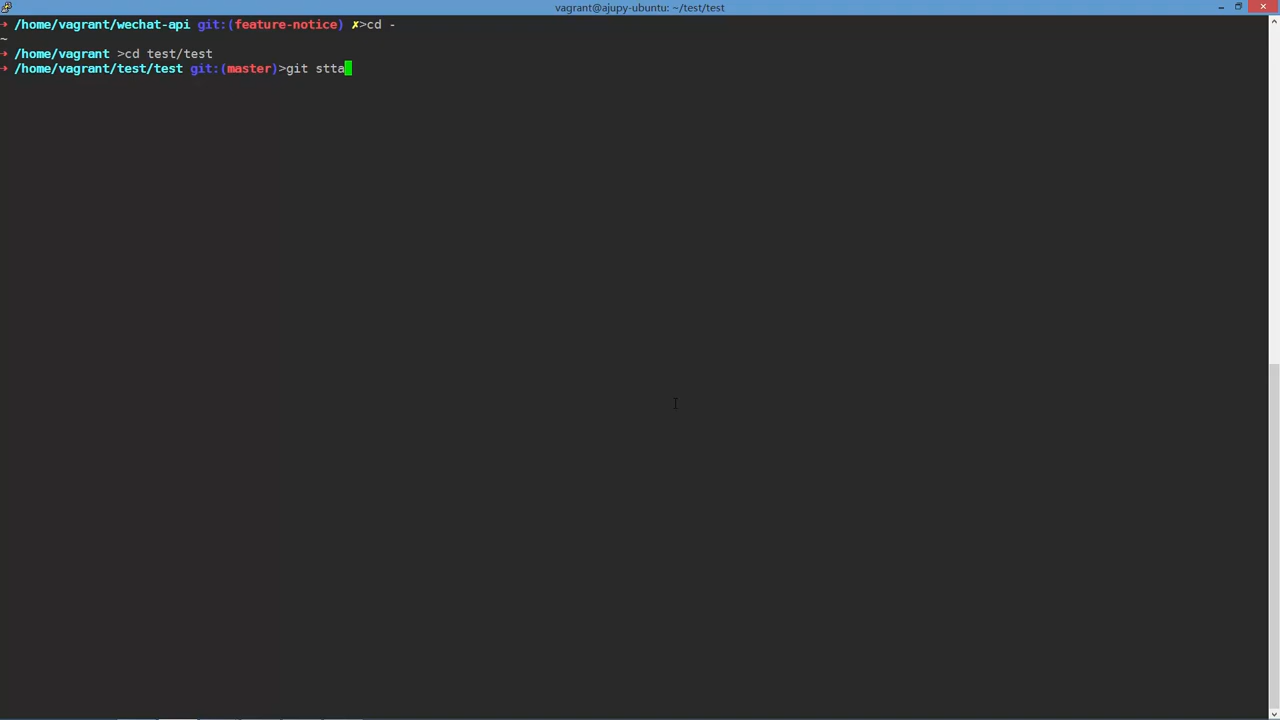 vagrant@ajupy-ubuntu: ~/test/test
➜ /home/vagrant/wechat-api git:(feature-notice) ✗>cd -
~
➜ /home/vagrant >cd test/test
➜ /home/vagrant/test/test git:(master)>git stta